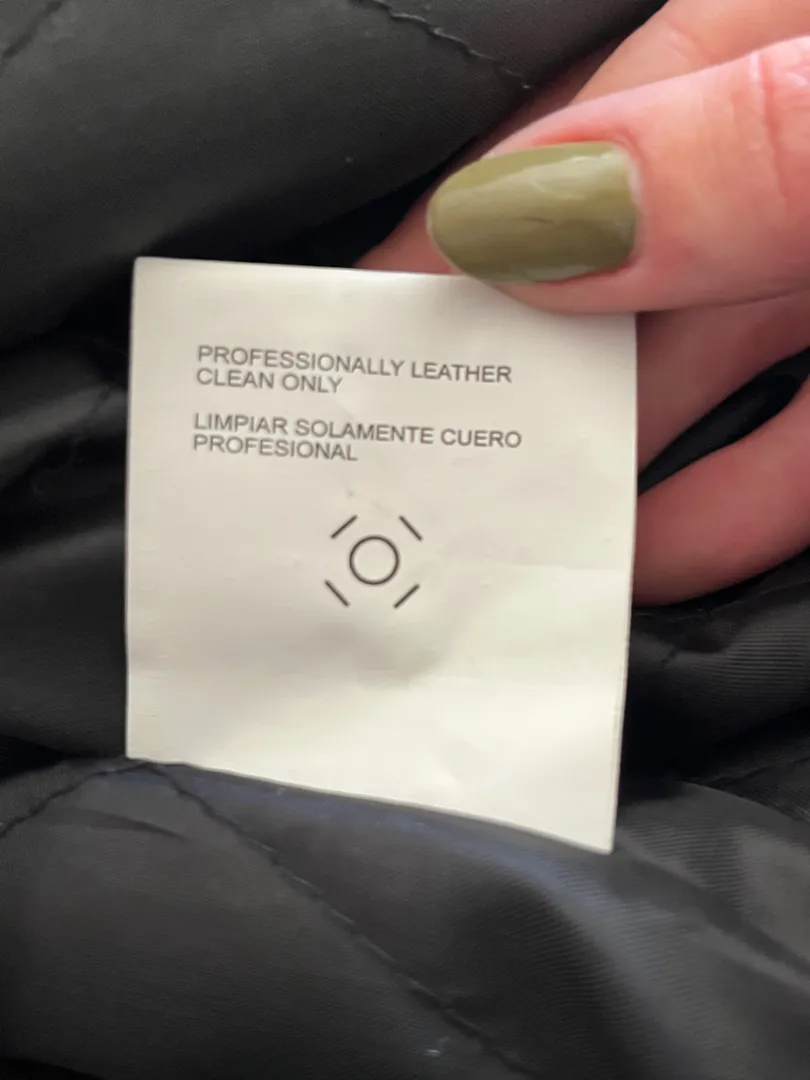 PROFESSIONALLY LEATHER
CLEAN ONLY
LIMPIAR SOLAMENTE CUERO
PROFESIONAL